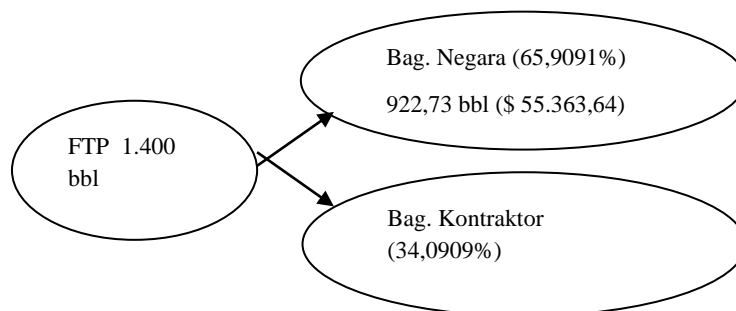 FTP 1.400
bbl
Bag. Negara (65,9091%)
922,73 bbl ($ 55.363,64)
Bag. Kontraktor
(34,0909%)